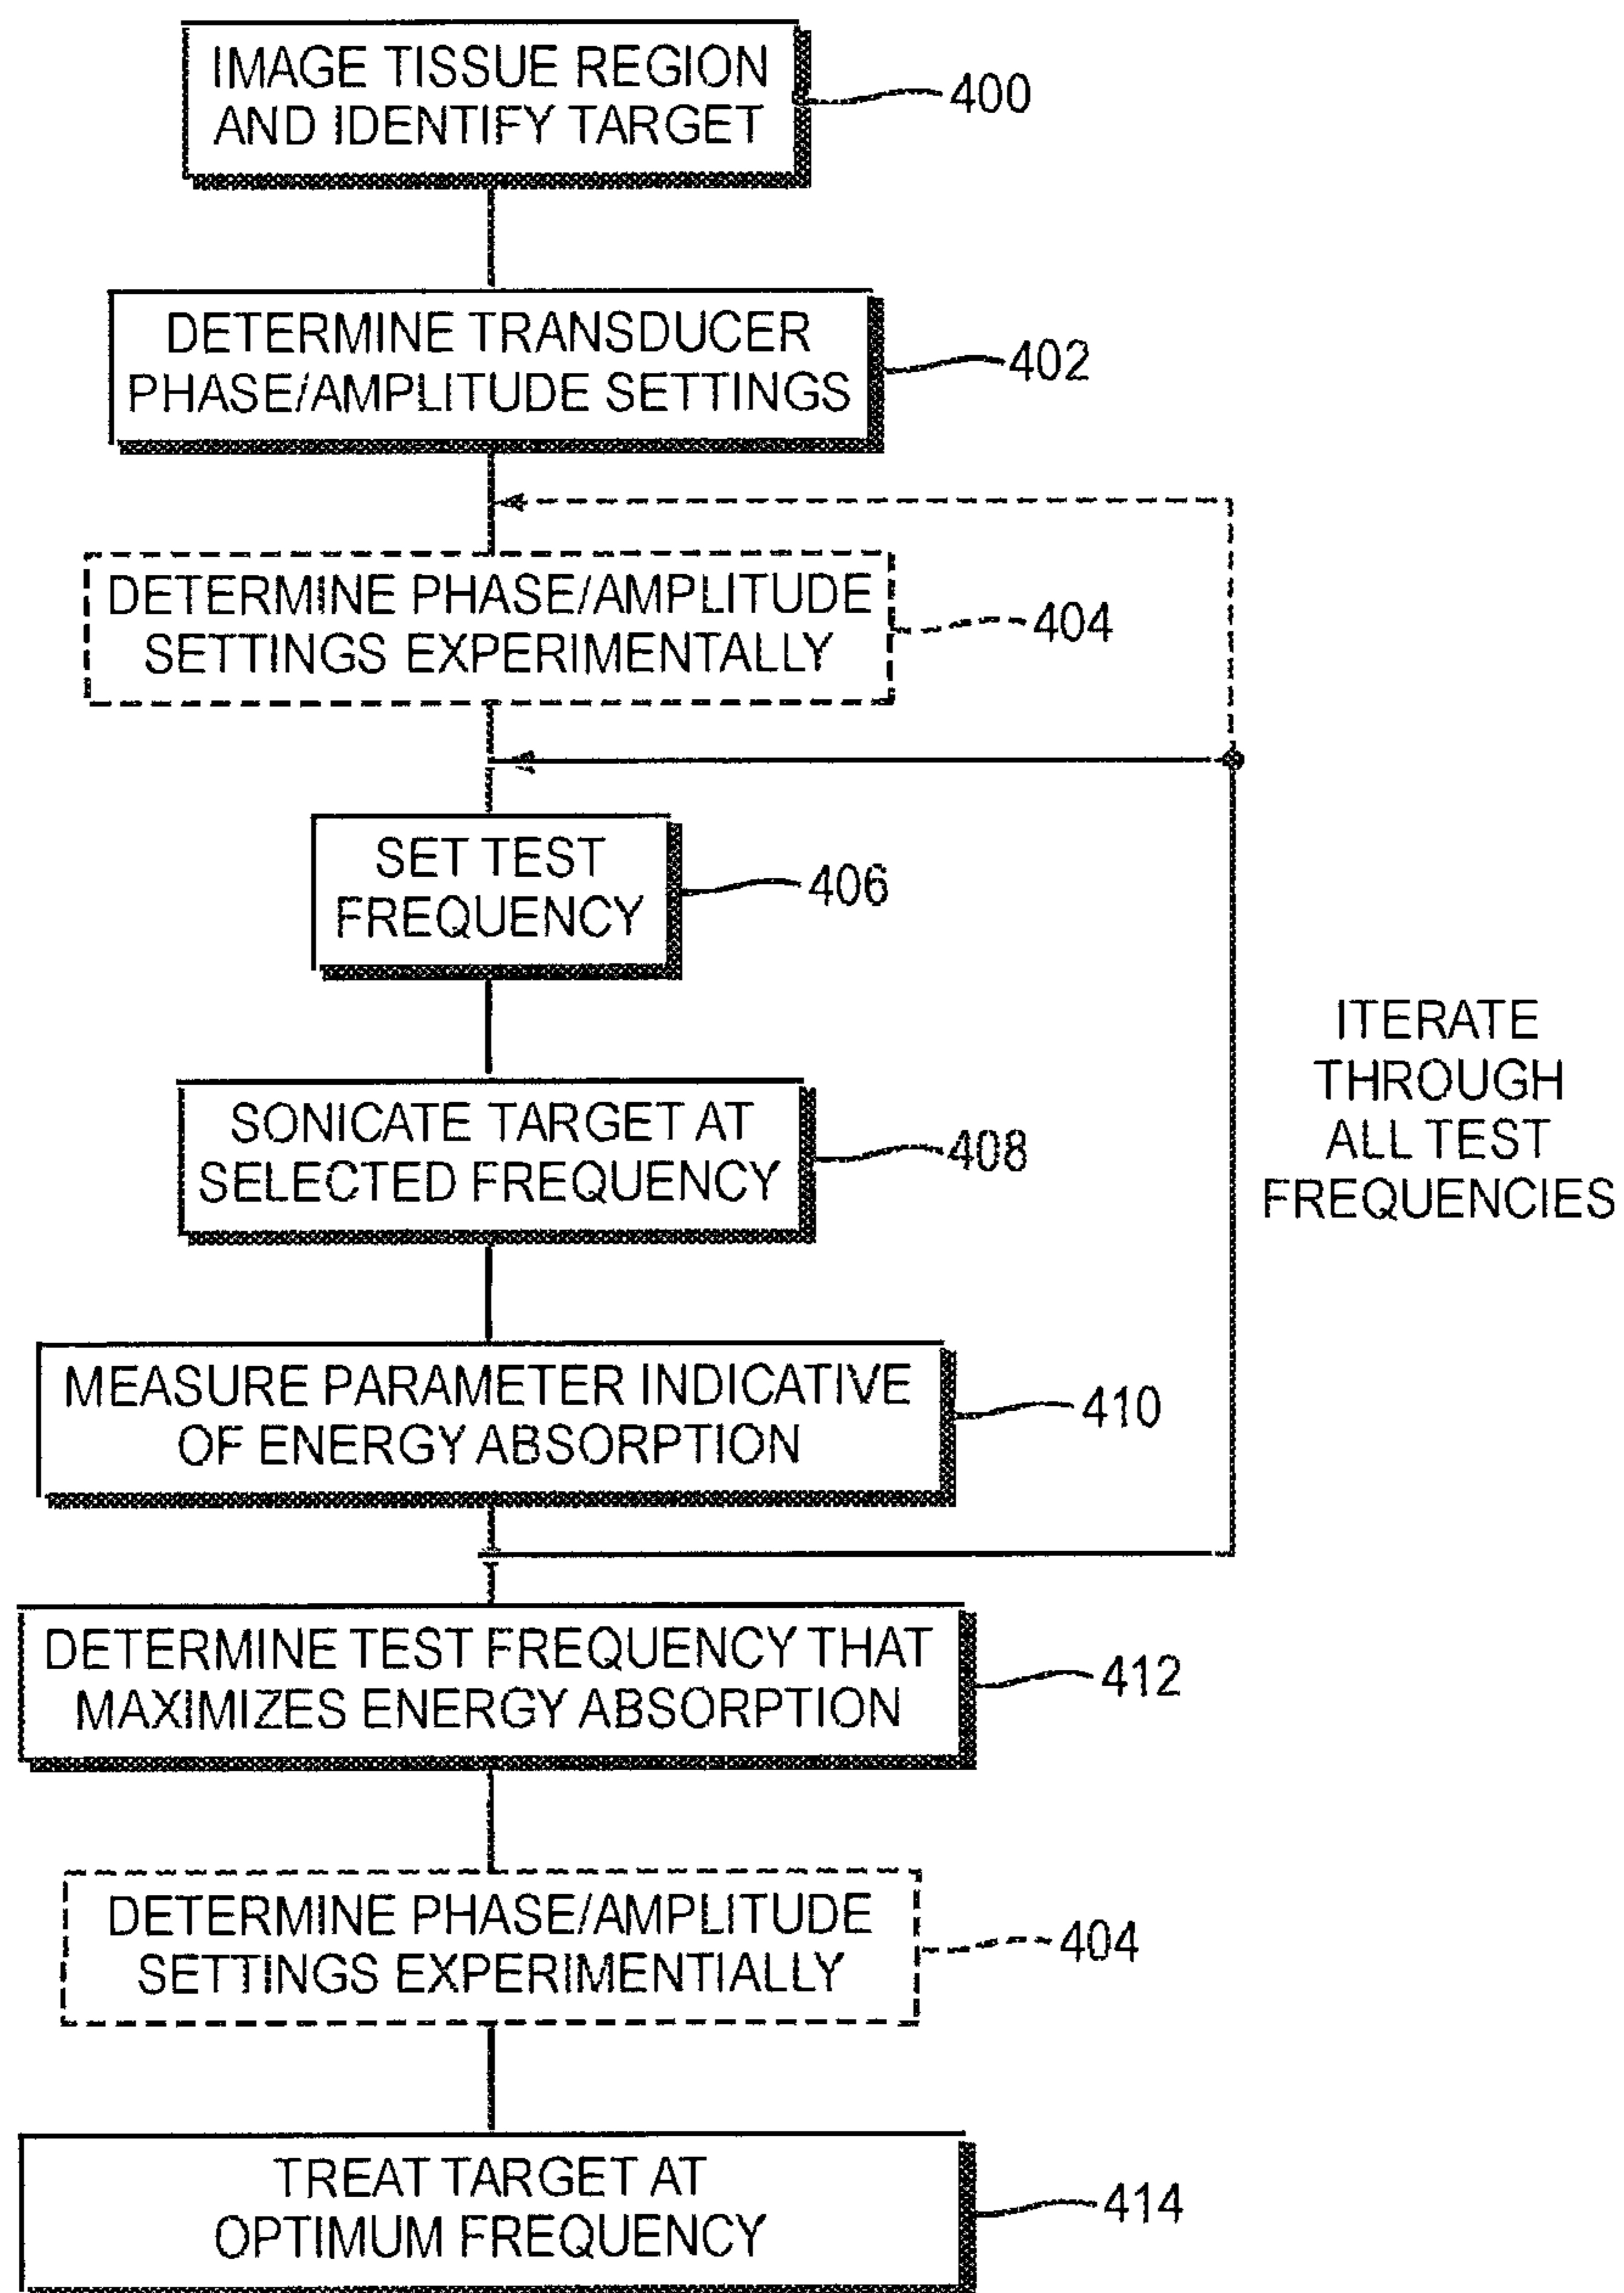 IMAGE TISSUE REGION
AND IDENTIFY TARGET
400
DETERMINE TRANSDUCER
PHASE/AMPLITUDE SETTINGS
402
DETERMINE PHASE/AMPLITUDE
SETTINGS EXPERIMENTALLY
404
SET TEST
FREQUENCY
406
SONICATE TARGET AT
SELECTED FREQUENCY
408
ITERATE
THROUGH
ALL TEST
FREQUENCIES
MEASURE PARAMETER INDICATIVE
OF ENERGY ABSORPTION
410
DETERMINE TEST FREQUENCY THAT
MAXIMIZES ENERGY ABSORPTION
412
DETERMINE PHASE/AMPLITUDE
SETTINGS EXPERIMENTIALLY
404
TREAT TARGET AT
OPTIMUM FREQUENCY
414